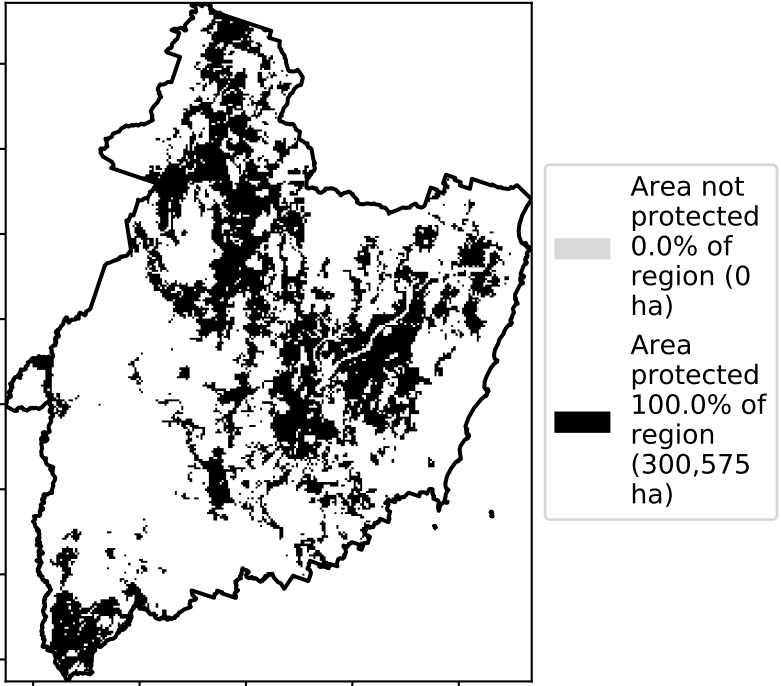 Area not
protected
0.0% of
region (0
ha)
Area
protected
100.0% of
region
(300,575
ha)